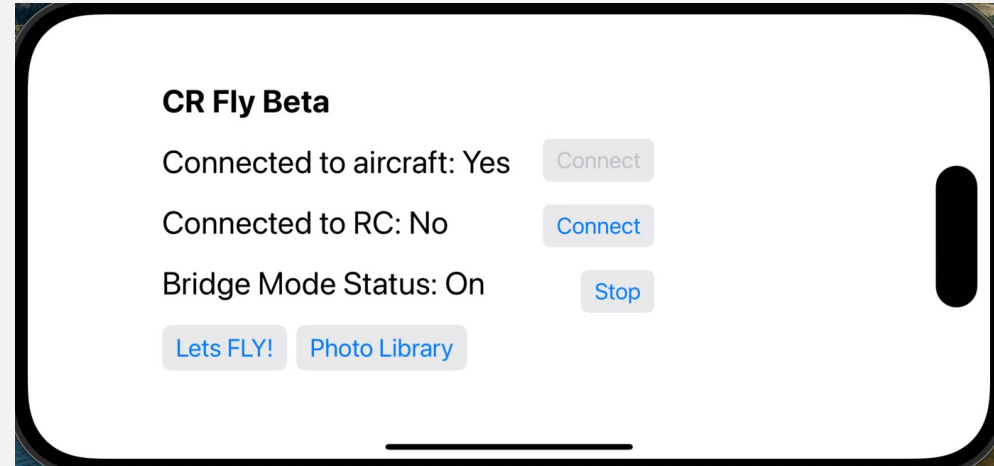 CR Fly Beta
Connected to aircraft: Yes Connect
Connected to RC: No Connect
Bridge Mode Status: On Stop
Lets FLY! Photo Library